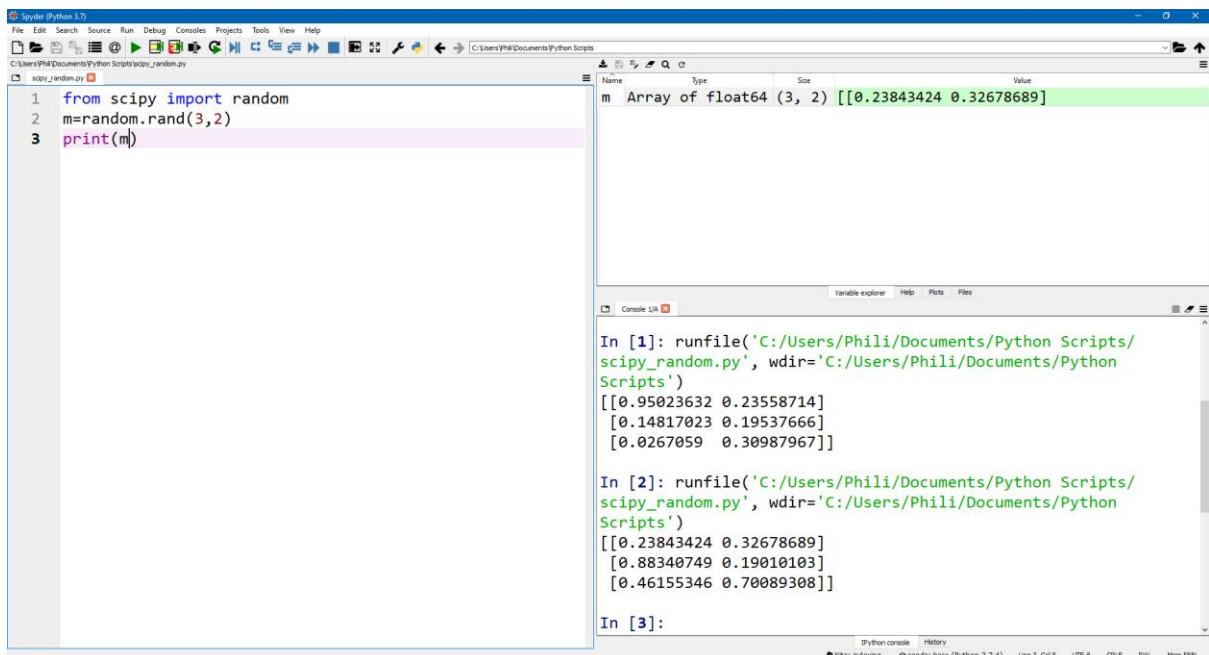 Spyder (Python 3.7)
File Edit Search Source Run Debug Consoles Projects Tools View Help
C:\Users\Phili\Documents\Python Scripts
C:\Users\Phili\Documents\Python Scripts\scipy_random.py
scipy_random.py
1 from scipy import random
2 m=random.rand(3,2)
3 print(m)
Name Type Size Value
m Array of float64 (3, 2) [[0.23843424 0.32678689]
Variable explorer Help Plots Files
Console 1/A
In [1]: runfile('C:/Users/Phili/Documents/Python Scripts/
scipy_random.py', wdir='C:/Users/Phili/Documents/Python
Scripts')
[[0.95023632 0.23558714]
[0.14817023 0.19537666]
[0.0267059 0.30987967]]
In [2]: runfile('C:/Users/Phili/Documents/Python Scripts/
scipy_random.py', wdir='C:/Users/Phili/Documents/Python
Scripts')
[[0.23843424 0.32678689]
[0.88340749 0.19010103]
[0.46155346 0.70089308]]
In [3]:
IPython console History